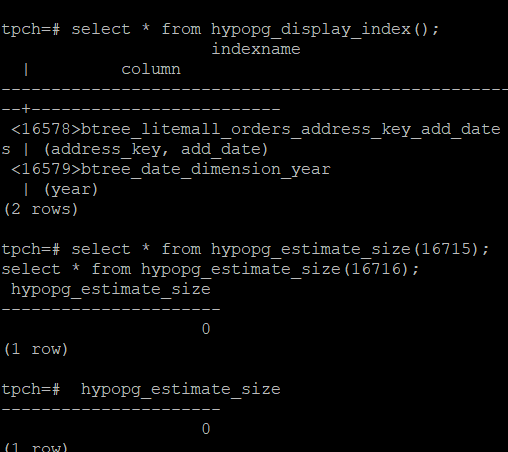 tpch=# select * from hypopg_display_index();
                     indexname
  |         column
---------------------------------------------------
--+-------------------------
 <16578>btree_litemall_orders_address_key_add_date
s | (address_key, add_date)
 <16579>btree_date_dimension_year
  | (year)
(2 rows)

tpch=# select * from hypopg_estimate_size(16715);
select * from hypopg_estimate_size(16716);
 hypopg_estimate_size
----------------------
                    0
(1 row)

tpch=#  hypopg_estimate_size
----------------------
                    0
(1 row)